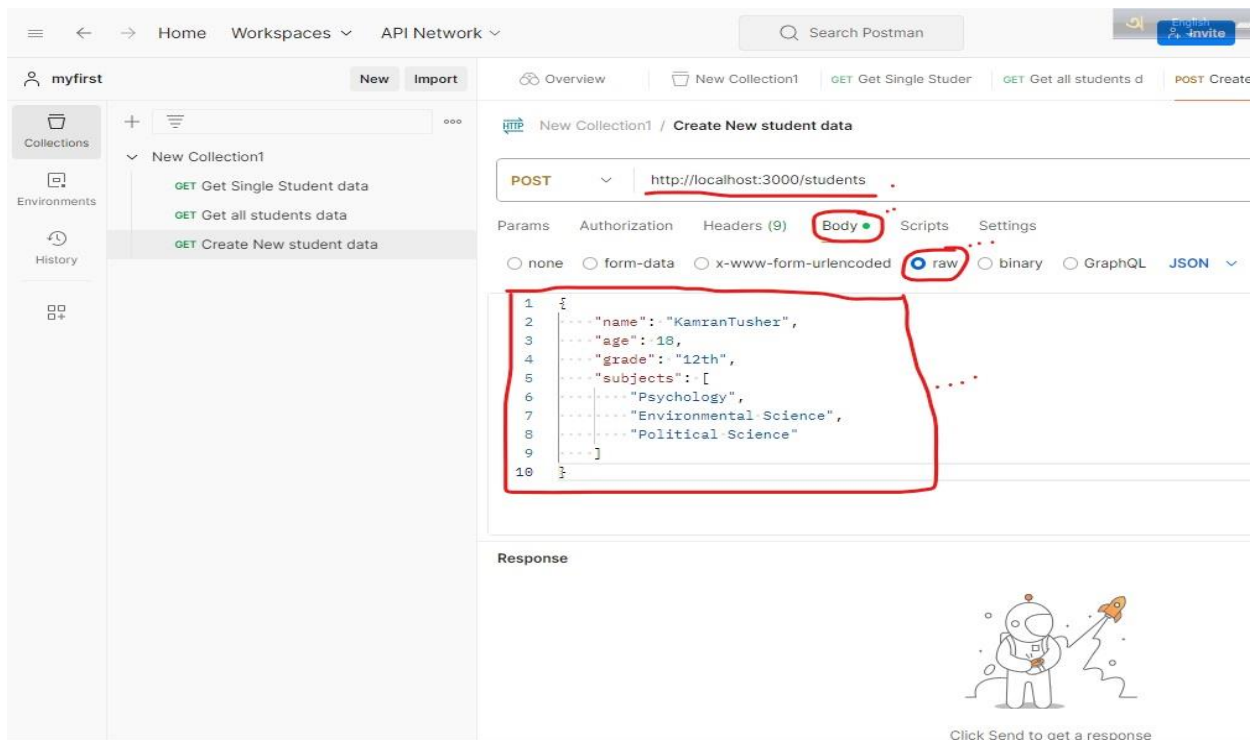 Home Workspaces API Network Search Postman অ English Invite
myfirst New Import Overview New Collection1 GET Get Single Studer GET Get all students d POST Create
Collections
Environments
History
New Collection1
GET Get Single Student data
GET Get all students data
GET Create New student data
HTTP New Collection1 / Create New student data
POST http://localhost:3000/students
Params Authorization Headers (9) Body Scripts Settings
none form-data x-www-form-urlencoded raw binary GraphQL JSON
1 {
2 "name": "KamranTusher",
3 "age": 18,
4 "grade": "12th",
5 "subjects": [
6 "Psychology",
7 "Environmental Science",
8 "Political Science"
9 ]
10 }
Response
Click Send to get a response